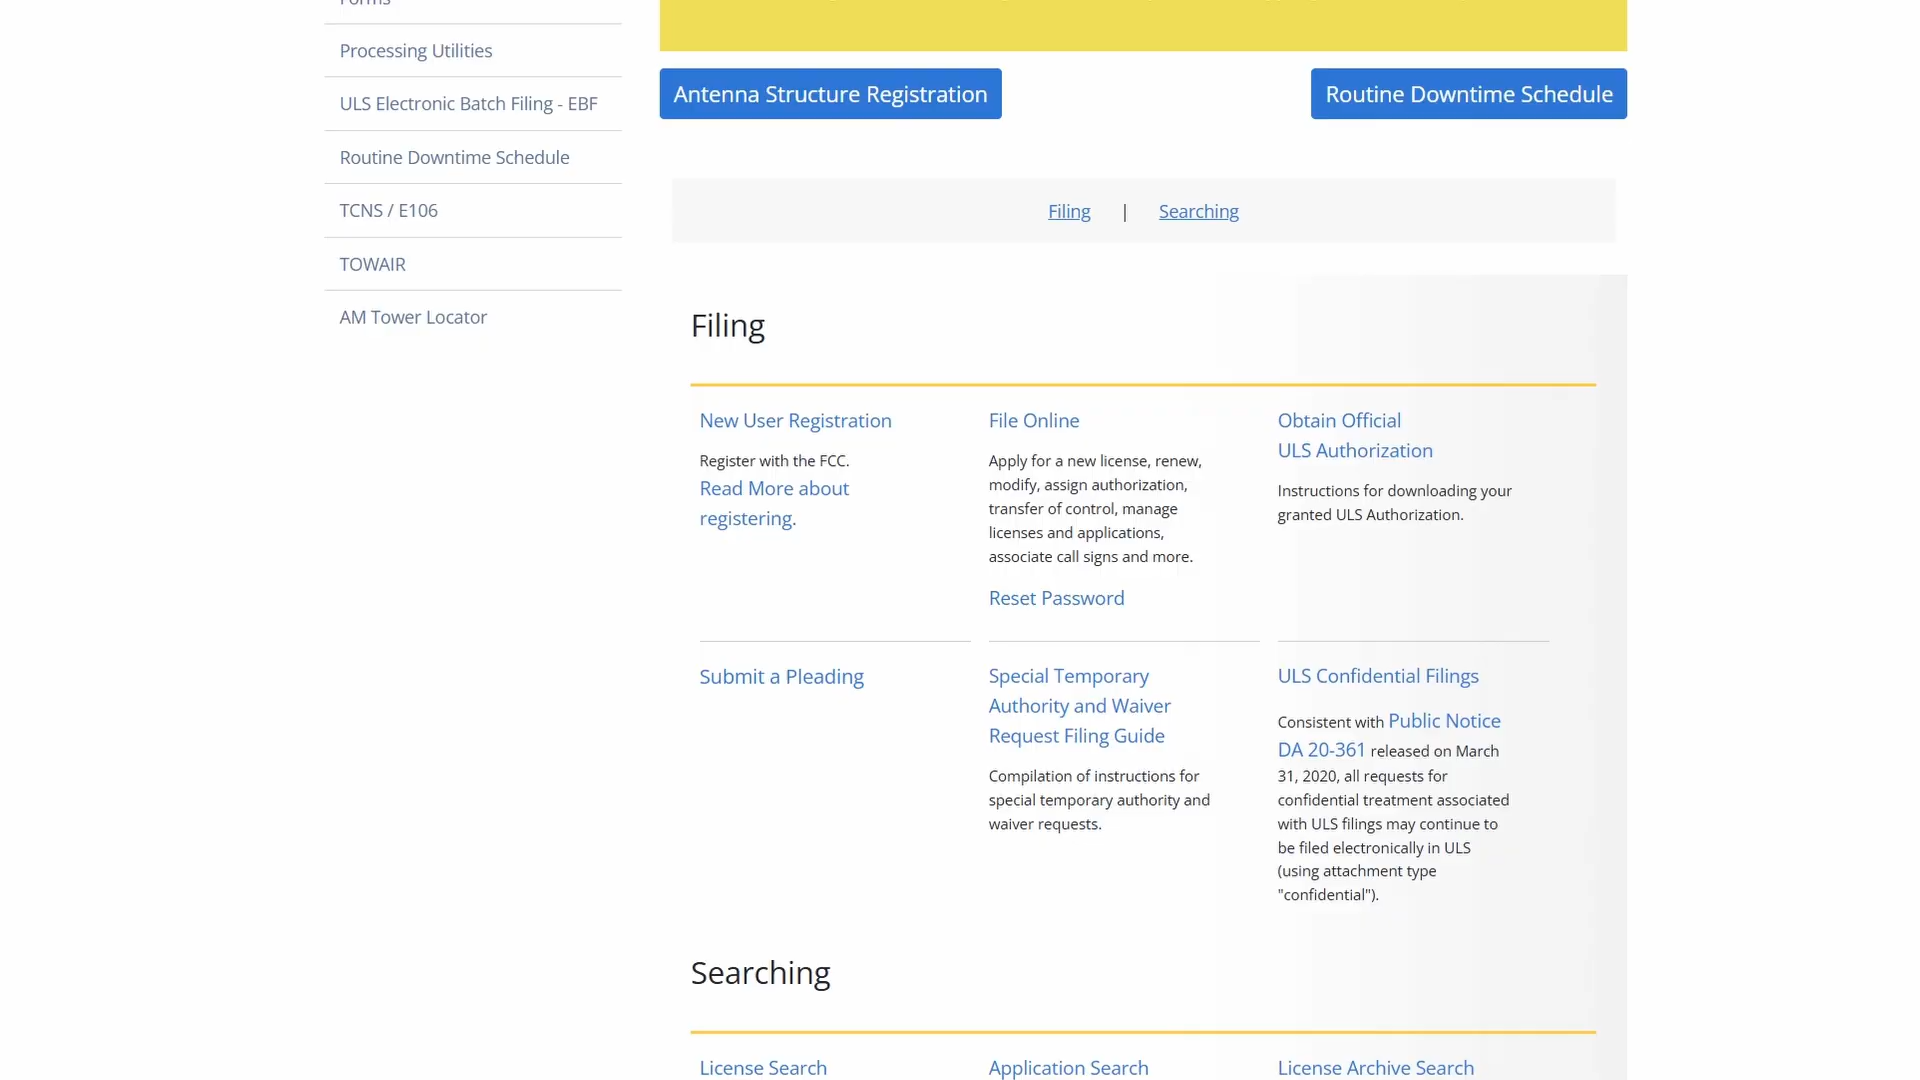 Forms
Processing Utilities
ULS Electronic Batch Filing - EBF
Routine Downtime Schedule
TCNS / E106
TOWAIR
AM Tower Locator
Antenna Structure Registration
Routine Downtime Schedule
Filing | Searching
Filing
New User Registration
Register with the FCC.
Read More about
registering.
File Online
Apply for a new license, renew,
modify, assign authorization,
transfer of control, manage
licenses and applications,
associate call signs and more.
Reset Password
Obtain Official
ULS Authorization
Instructions for downloading your
granted ULS Authorization.
Submit a Pleading
Special Temporary
Authority and Waiver
Request Filing Guide
Compilation of instructions for
special temporary authority and
waiver requests.
ULS Confidential Filings
Consistent with Public Notice
DA 20-361 released on March
31, 2020, all requests for
confidential treatment associated
with ULS filings may continue to
be filed electronically in ULS
(using attachment type
"confidential").
Searching
License Search
Application Search
License Archive Search